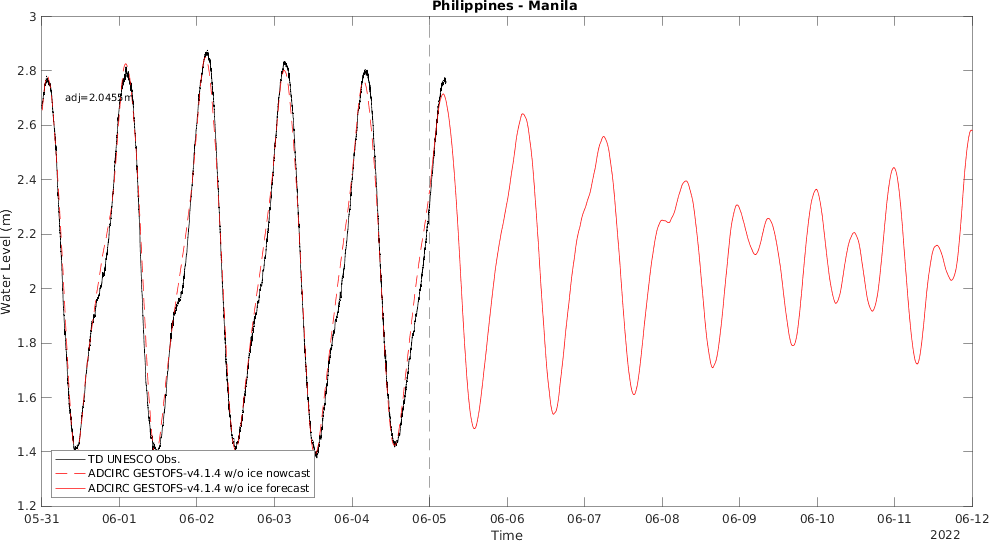 Philippines - Manila
3
2.8
2.6
2.4
2.2
2
1.8
1.6
1.4
1.2
Water Level (m)
adj=2.0455m
TD UNESCO Obs.
ADCIRC GESTOFS-v4.1.4 w/o ice nowcast
ADCIRC GESTOFS-v4.1.4 w/o ice forecast
05-31 06-01 06-02 06-03 06-04 06-05 06-06 06-07 06-08 06-09 06-10 06-11 06-12
Time
2022